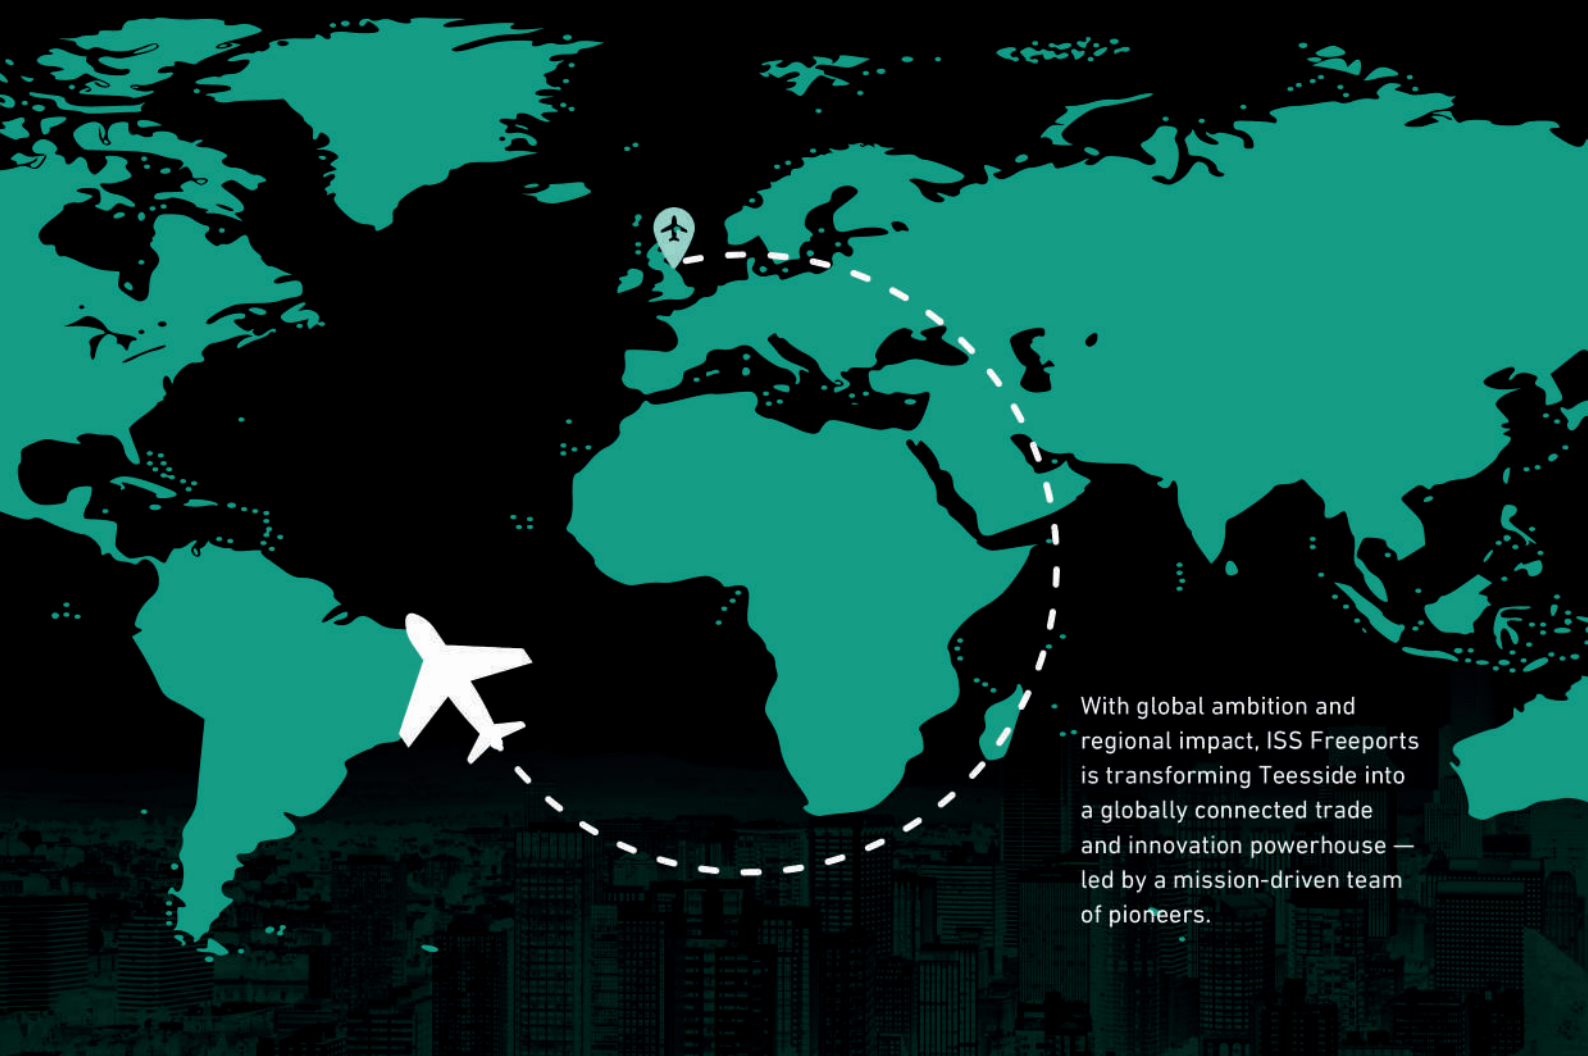 With global ambition and
regional impact, ISS Freeports
is transforming Teesside into
a globally connected trade
and innovation powerhouse —
led by a mission-driven team
of pioneers.